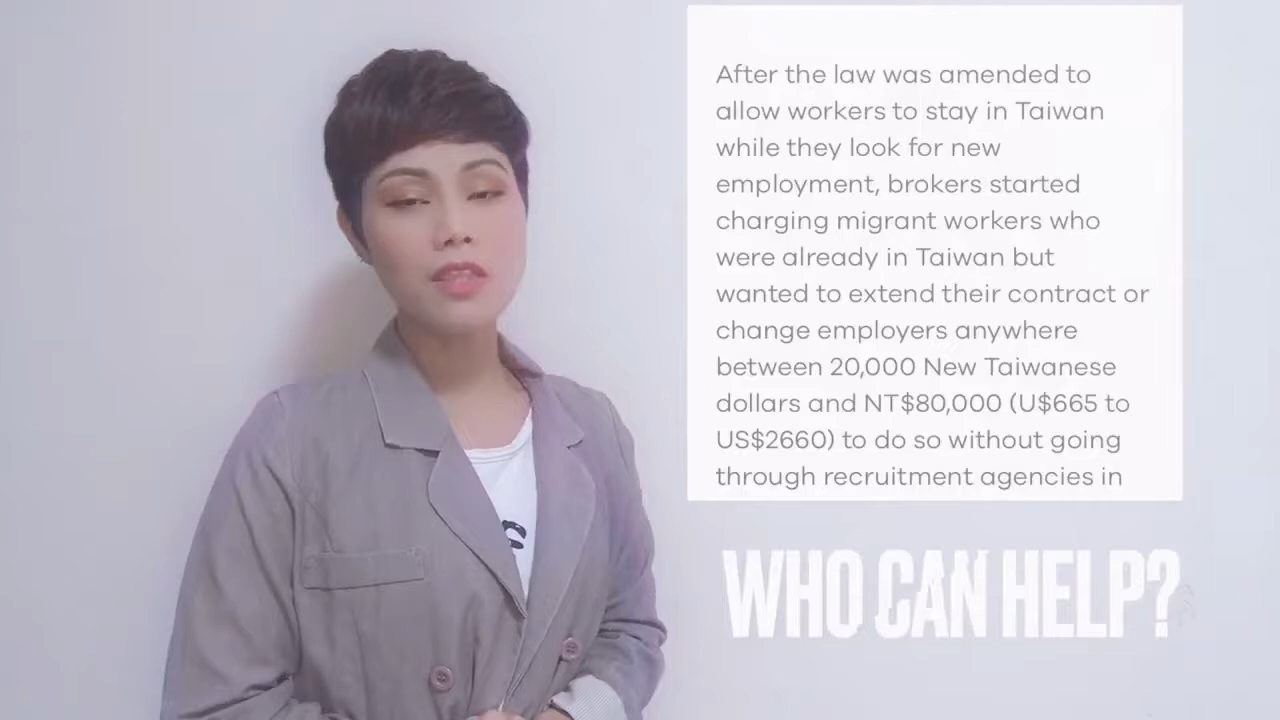 After the law was amended to
allow workers to stay in Taiwan
while they look for new
employment, brokers started
charging migrant workers who
were already in Taiwan but
wanted to extend their contract or
change employers anywhere
between 20,000 New Taiwanese
dollars and NT$80,000 (U$665 to
US$2660) to do so without going
through recruitment agencies in
WHO CAN HELP?